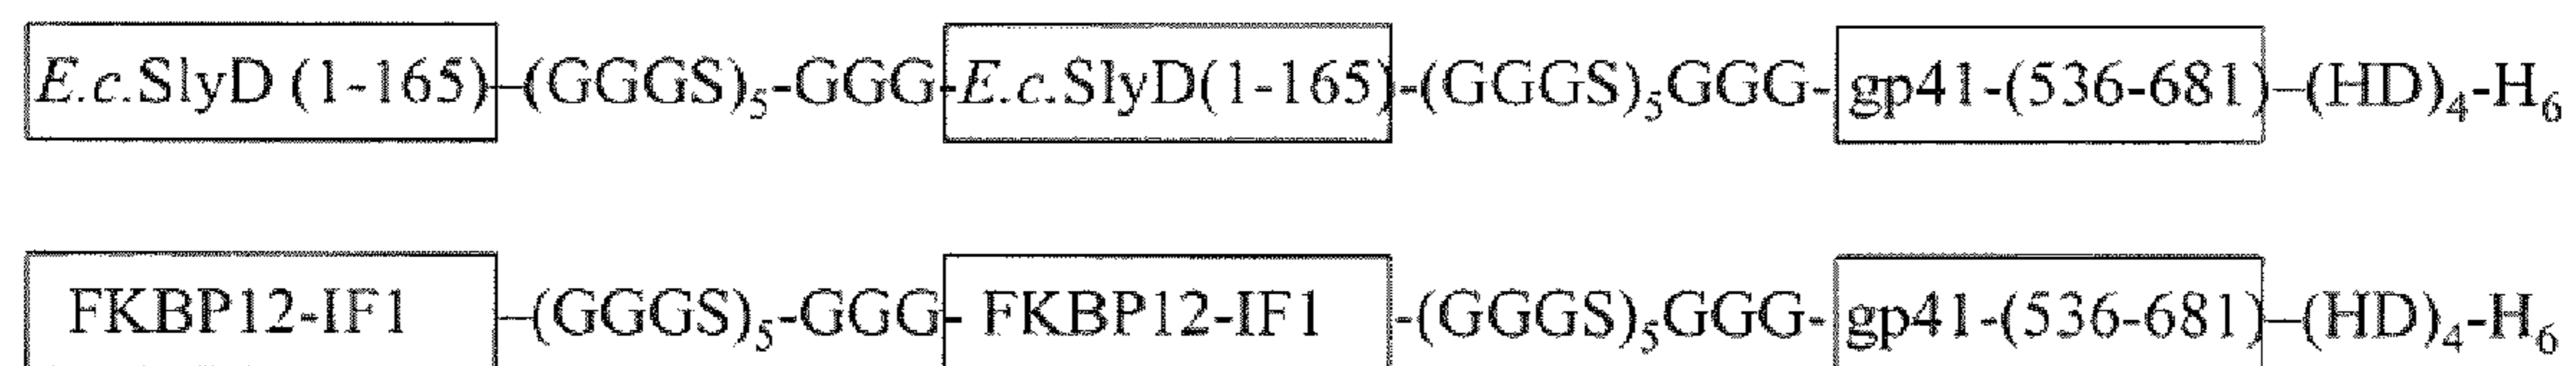 E.c.SlyD (1-165)–(GGGS)₅-GGG-E.c.SlyD(1-165)-(GGGS)₅GGG-gp41-(536-681)–(HD)₄-H₆
FKBP12-IF1–(GGGS)₅-GGG- FKBP12-IF1 -(GGGS)₅GGG-gp41-(536-681)–(HD)₄-H₆